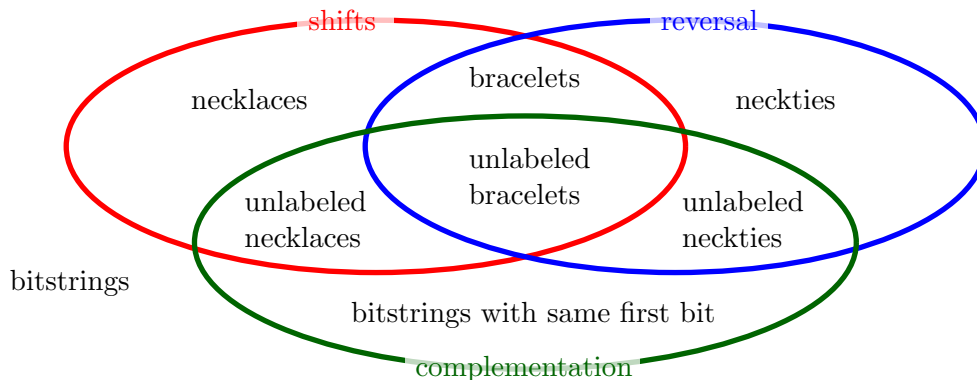 shifts
reversal
bracelets
necklaces
neckties
unlabeled
bracelets
unlabeled
necklaces
unlabeled
neckties
bitstrings
bitstrings with same first bit
complementation